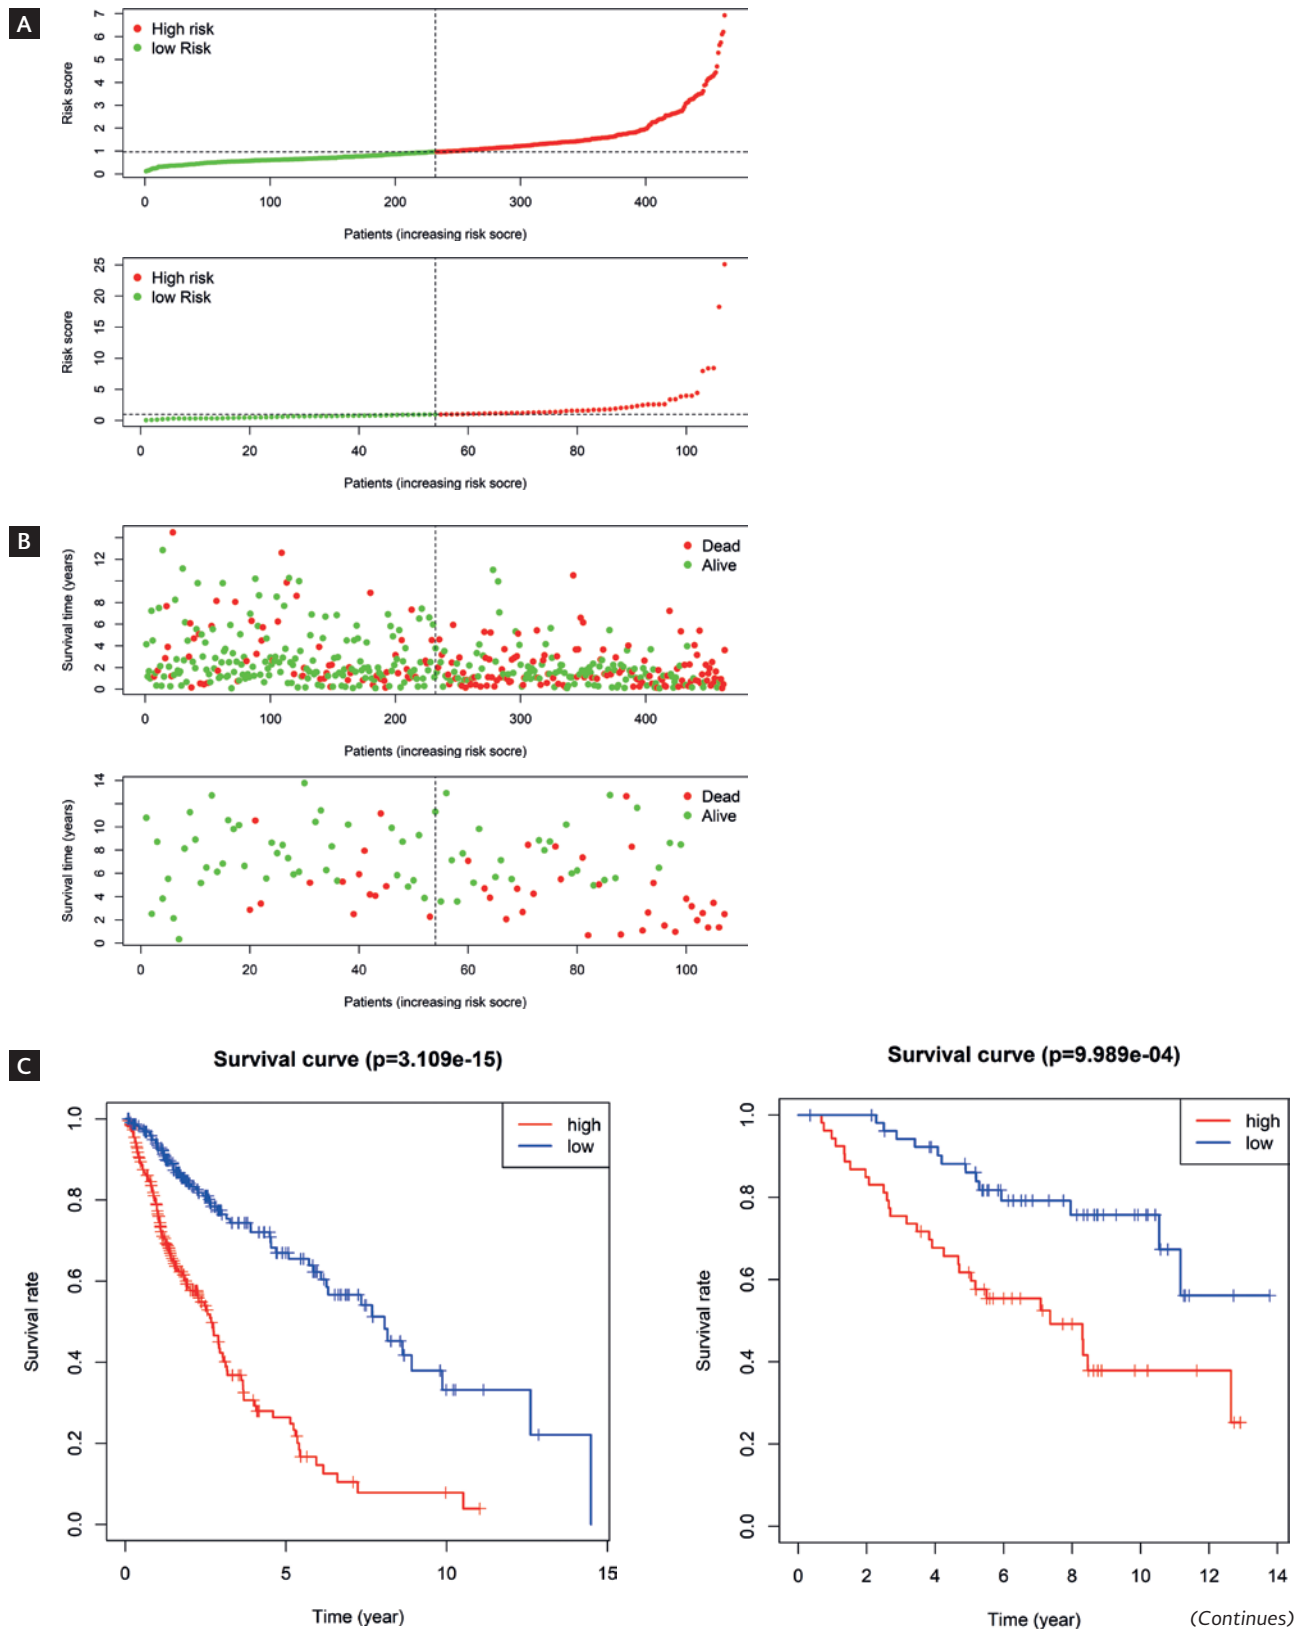 A
High risk
low Risk
Risk score
7
6
5
4
3
2
1
0
0 100 200 300 400
Patients (increasing risk socre)
High risk
low Risk
Risk score
25
20
15
10
5
0
0 20 40 60 80 100
Patients (increasing risk socre)
B
Dead
Alive
Survival time (years)
12
8
6
4
2
0
0 100 200 300 400
Patients (increasing risk socre)
Dead
Alive
Survival time (years)
14
10
8
6
4
2
0
0 20 40 60 80 100
Patients (increasing risk socre)
C
Survival curve (p=3.109e-15)
high
low
Survival rate
1.0
0.8
0.6
0.4
0.2
0.0
0 5 10 15
Time (year)
Survival curve (p=9.989e-04)
high
low
Survival rate
1.0
0.8
0.6
0.4
0.2
0.0
0 2 4 6 8 10 12 14
Time (year)
(Continues)